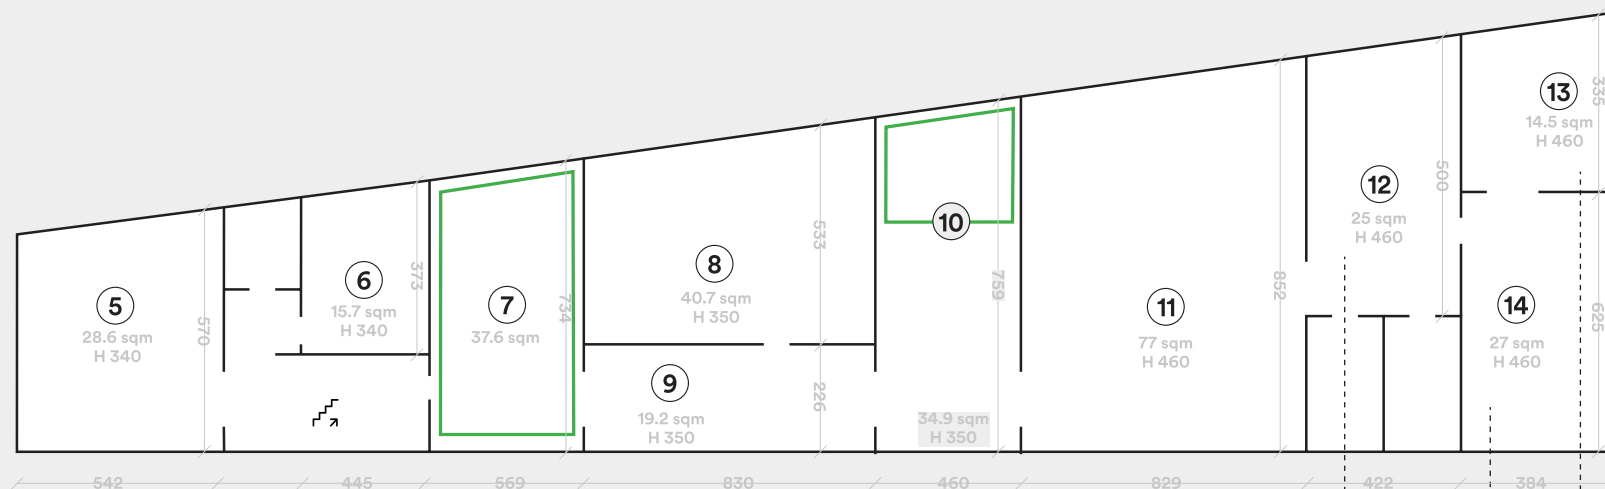 5
28.6 sqm
H 340
570
6
15.7 sqm
H 340
373
7
37.6 sqm
734
8
40.7 sqm
H 350
533
9
19.2 sqm
H 350
226
10
759
34.9 sqm
H 350
11
77 sqm
H 460
852
12
25 sqm
H 460
500
13
14.5 sqm
H 460
335
14
27 sqm
H 460
625
542
445
569
830
460
829
422
384